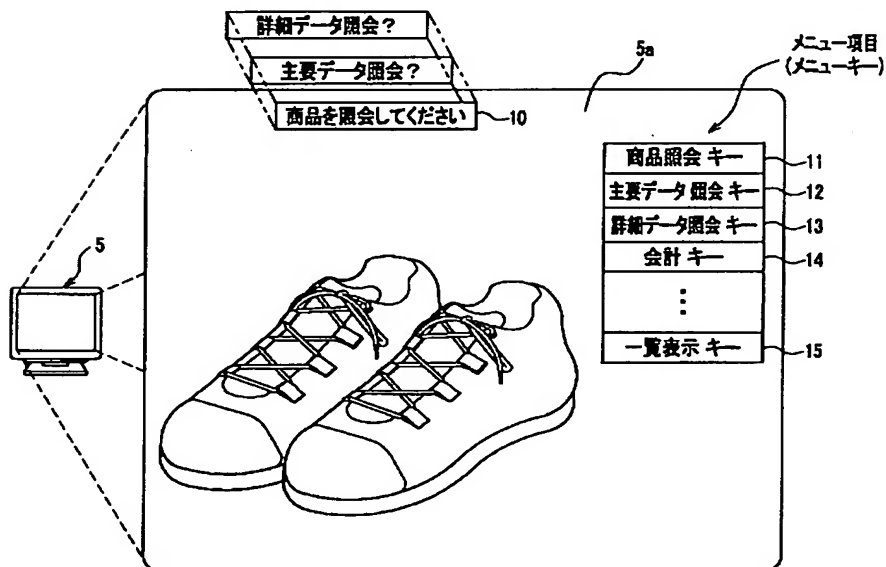 詳細データ照会？
主要データ照会？
商品を照会してください
10
5a
メニュー項目
(メニューキー)
商品照会 キー
11
主要データ 照会 キー
12
詳細データ照会 キー
13
会計 キー
14
⋮
一覧表示 キー
15
5